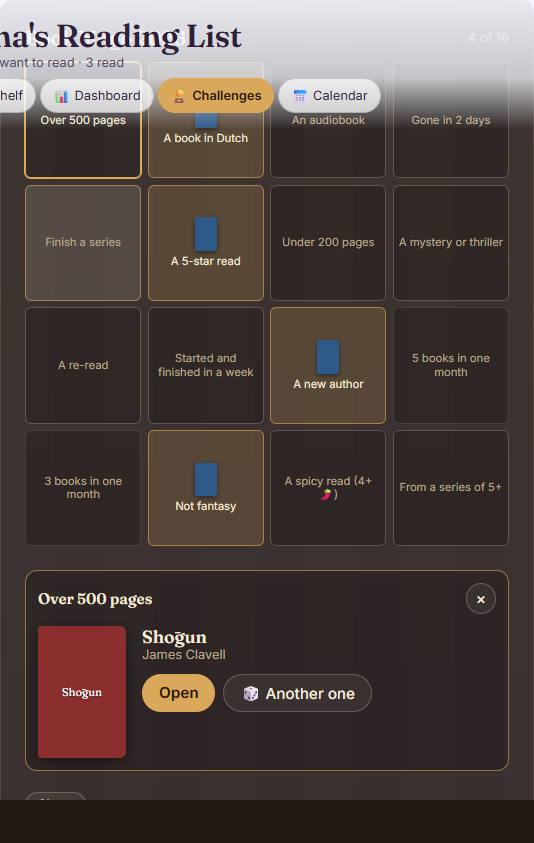 na's Reading List
4 of 16
want to read · 3 read
helf
📊 Dashboard
🏆 Challenges
📅 Calendar
Over 500 pages
A book in Dutch
An audiobook
Gone in 2 days
Finish a series
A 5-star read
Under 200 pages
A mystery or thriller
A re-read
Started and
finished in a week
A new author
5 books in one
month
3 books in one
month
Not fantasy
A spicy read (4+
🌶️)
From a series of 5+
Over 500 pages
×
Shōgun
Shōgun
James Clavell
Open
🎲 Another one